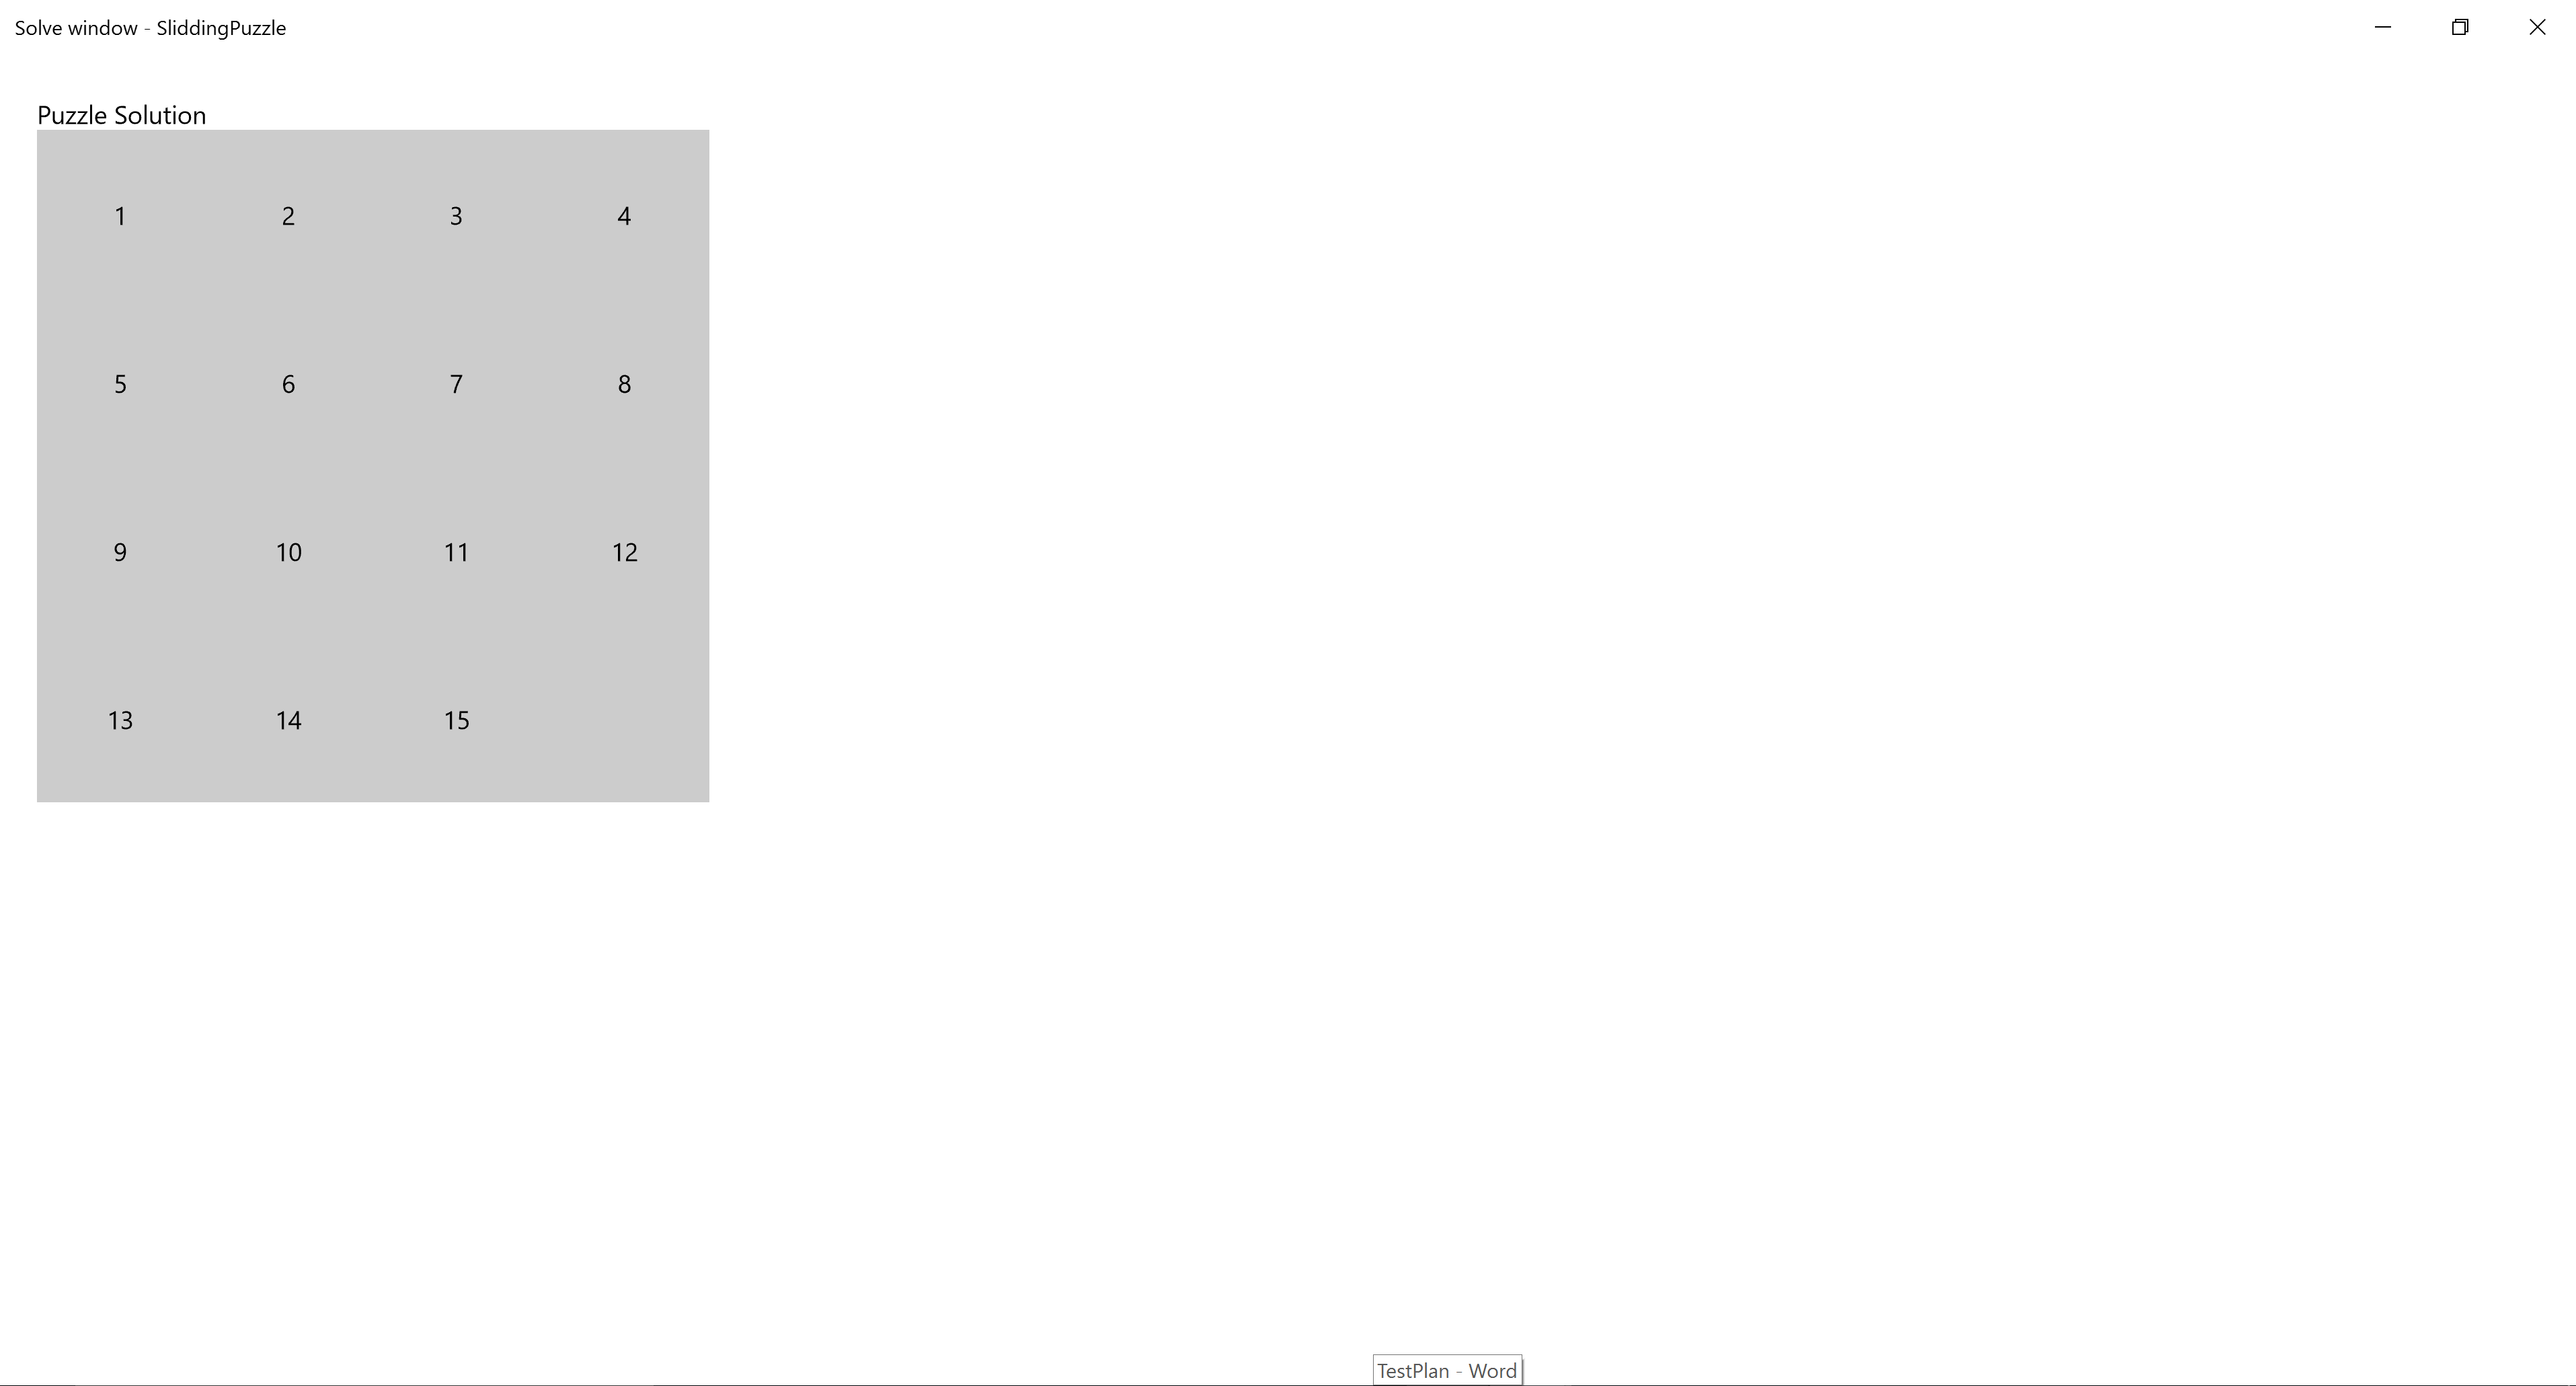 Solve window - SliddingPuzzle
Puzzle Solution
1 2 3 4
5 6 7 8
9 10 11 12
13 14 15
TestPlan - Word